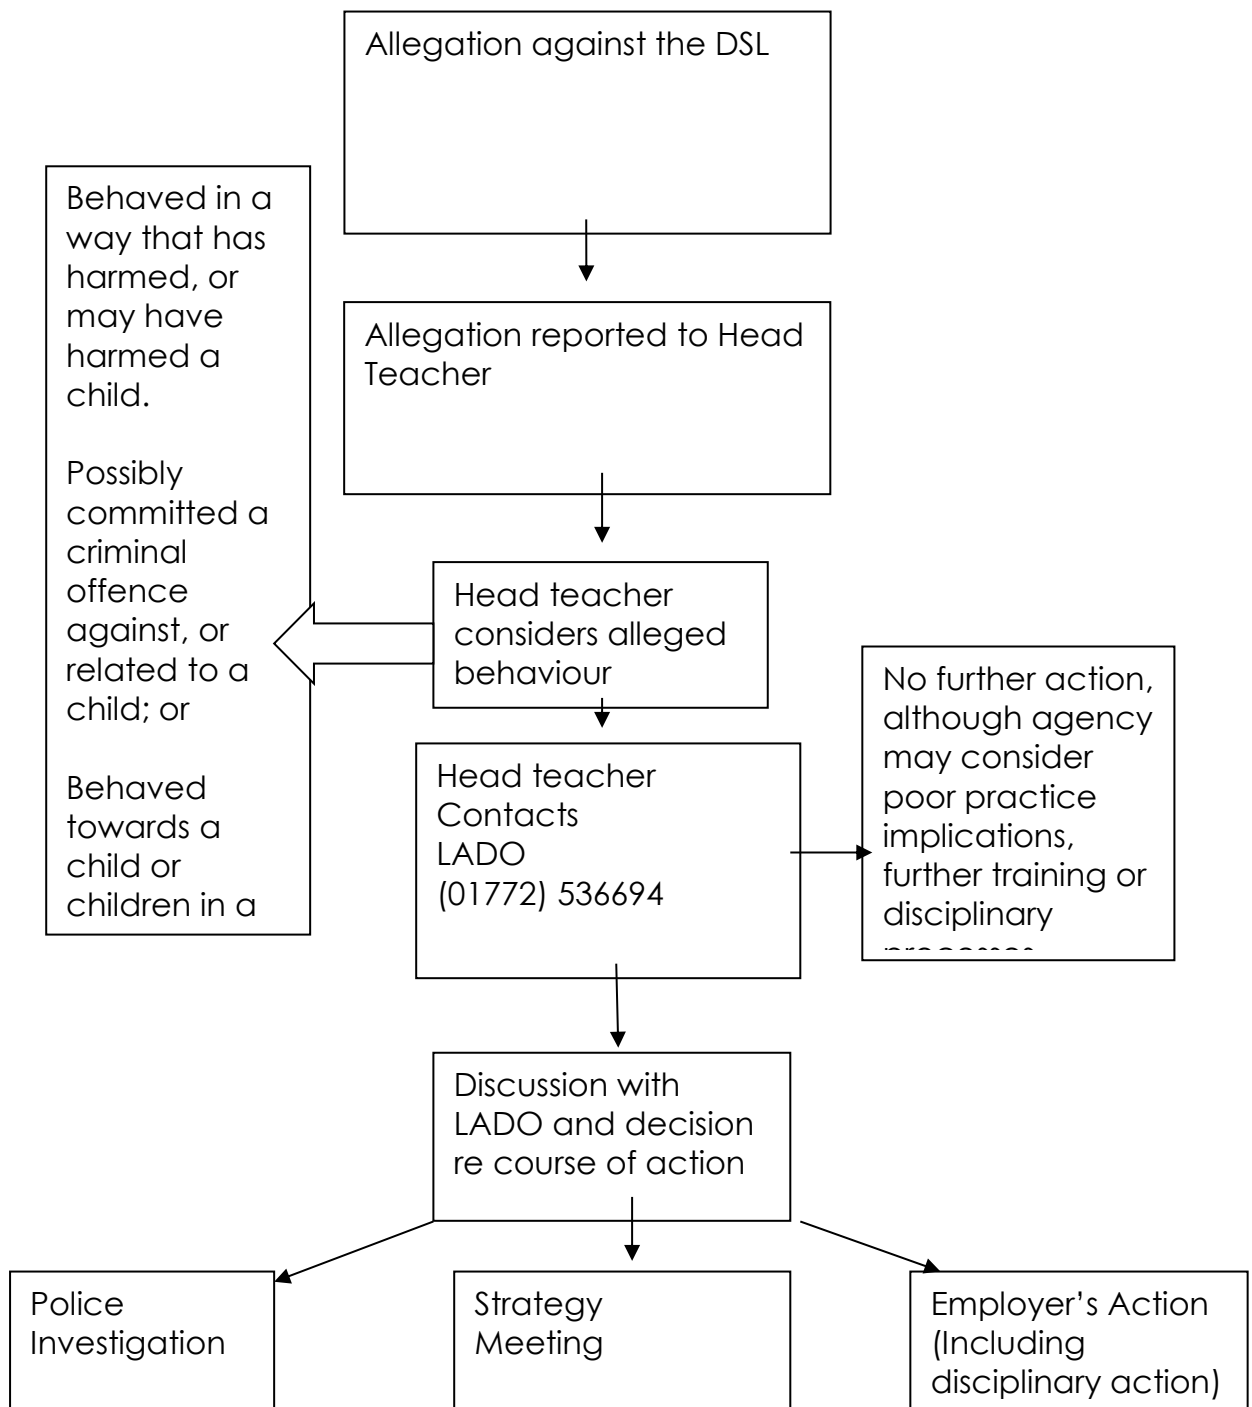 Allegation against the DSL
Behaved in a
way that has
harmed, or
may have
harmed a
child.
Possibly
committed a
criminal
offence
against, or
related to a
child; or
Behaved
towards a
child or
children in a
Allegation reported to Head
Teacher
Head teacher
considers alleged
behaviour
Head teacher
Contacts
LADO
(01772) 536694
No further action,
although agency
may consider
poor practice
implications,
further training or
disciplinary
Discussion with
LADO and decision
re course of action
Police
Investigation
Strategy
Meeting
Employer’s Action
(Including
disciplinary action)